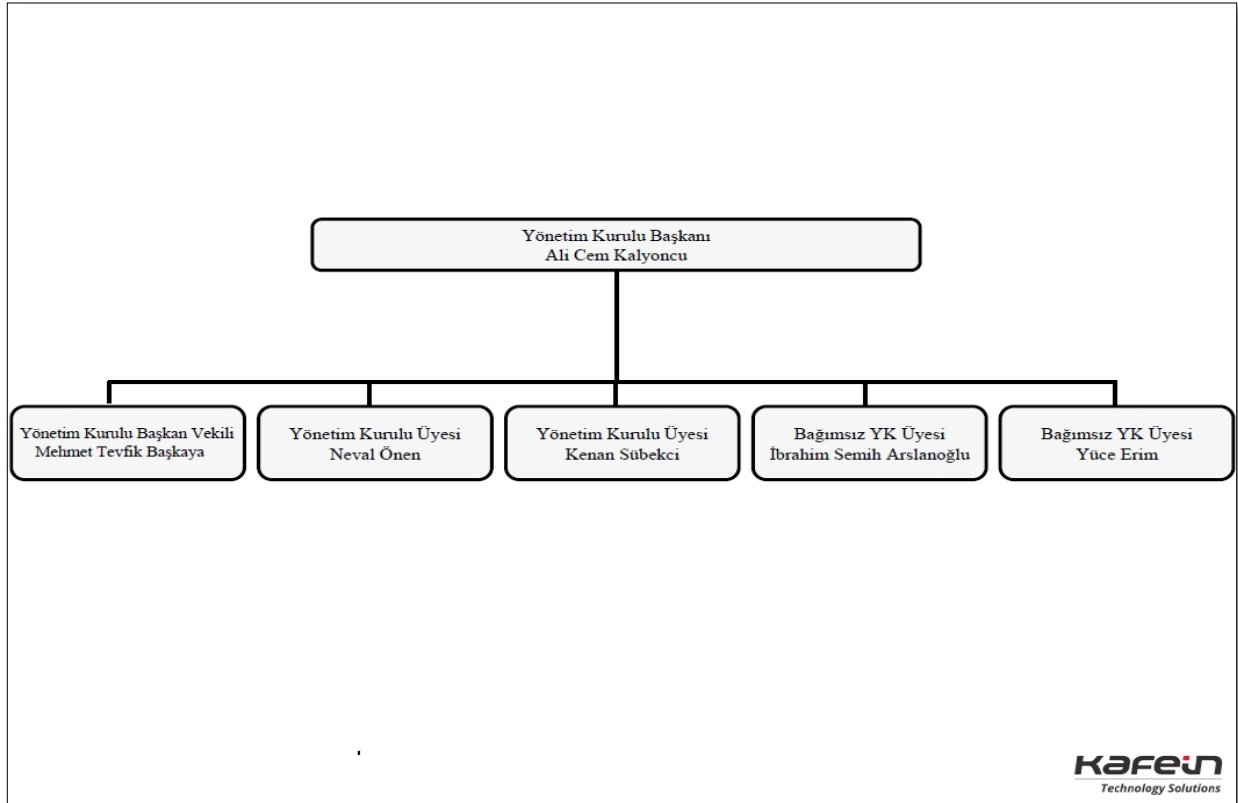 Yönetim Kurulu Başkanı
Ali Cem Kalyoncu
Yönetim Kurulu Başkan Vekili
Mehmet Tevfik Başkaya
Yönetim Kurulu Üyesi
Neval Önen
Yönetim Kurulu Üyesi
Kenan Sübekci
Bağımsız YK Üyesi
İbrahim Semih Arslanoğlu
Bağımsız YK Üyesi
Yüce Erim
kafein
Technology Solutions